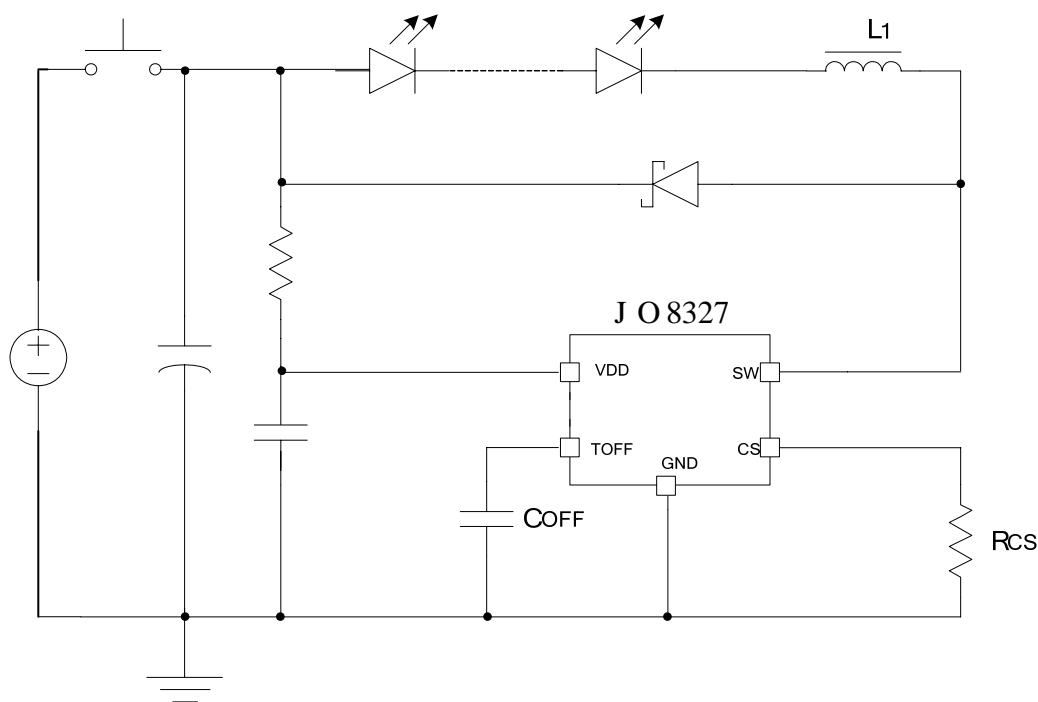 L1
J O 8327
VDD
SW
TOFF
CS
GND
COFF
RCS